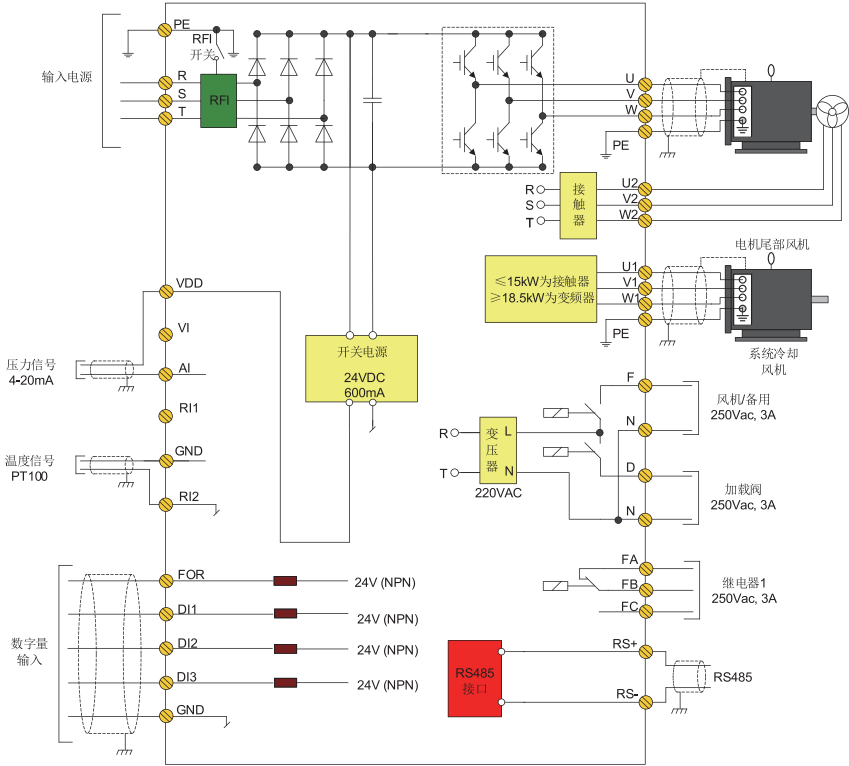 PE
RFI
开关
输入电源
R
S
T
RFI
U
V
W
PE
R
S
T
接触器
U2
V2
W2
电机尾部风机
≤15kW为接触器
≥18.5kW为变频器
U1
V1
W1
PE
系统冷却
风机
VDD
VI
压力信号
4-20mA
AI
RI1
温度信号
PT100
GND
RI2
开关电源
24VDC
600mA
F
N
风机/备用
250Vac, 3A
R
T
变压器
L
N
220VAC
D
N
加载阀
250Vac, 3A
FA
FB
FC
继电器1
250Vac, 3A
数字量
输入
FOR
24V (NPN)
DI1
24V (NPN)
DI2
24V (NPN)
DI3
24V (NPN)
GND
RS485
接口
RS+
RS-
RS485